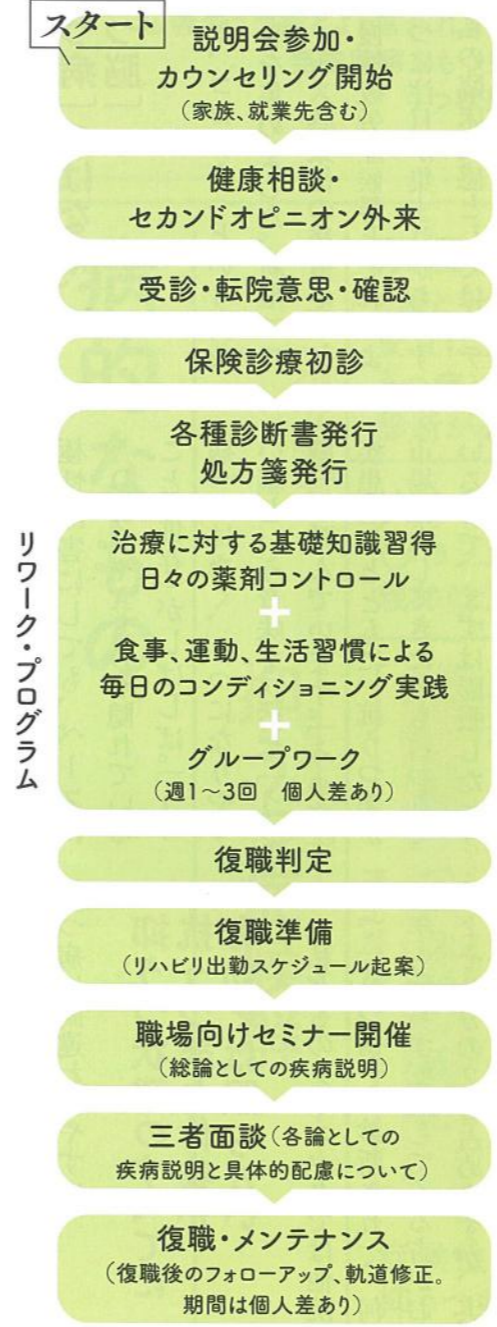 スタート
説明会参加・
カウンセリング開始
（家族、就業先含む）
健康相談・
セカンドオピニオン外来
受診・転院意思・確認
保険診療初診
各種診断書発行
処方箋発行
リワーク・プログラム
治療に対する基礎知識習得
日々の薬剤コントロール
＋
食事、運動、生活習慣による
毎日のコンディショニング実践
＋
グループワーク
（週1～3回　個人差あり）
復職判定
復職準備
（リハビリ出勤スケジュール起案）
職場向けセミナー開催
（総論としての疾病説明）
三者面談（各論としての
疾病説明と具体的配慮について）
復職・メンテナンス
（復職後のフォローアップ、軌道修正。
期間は個人差あり）